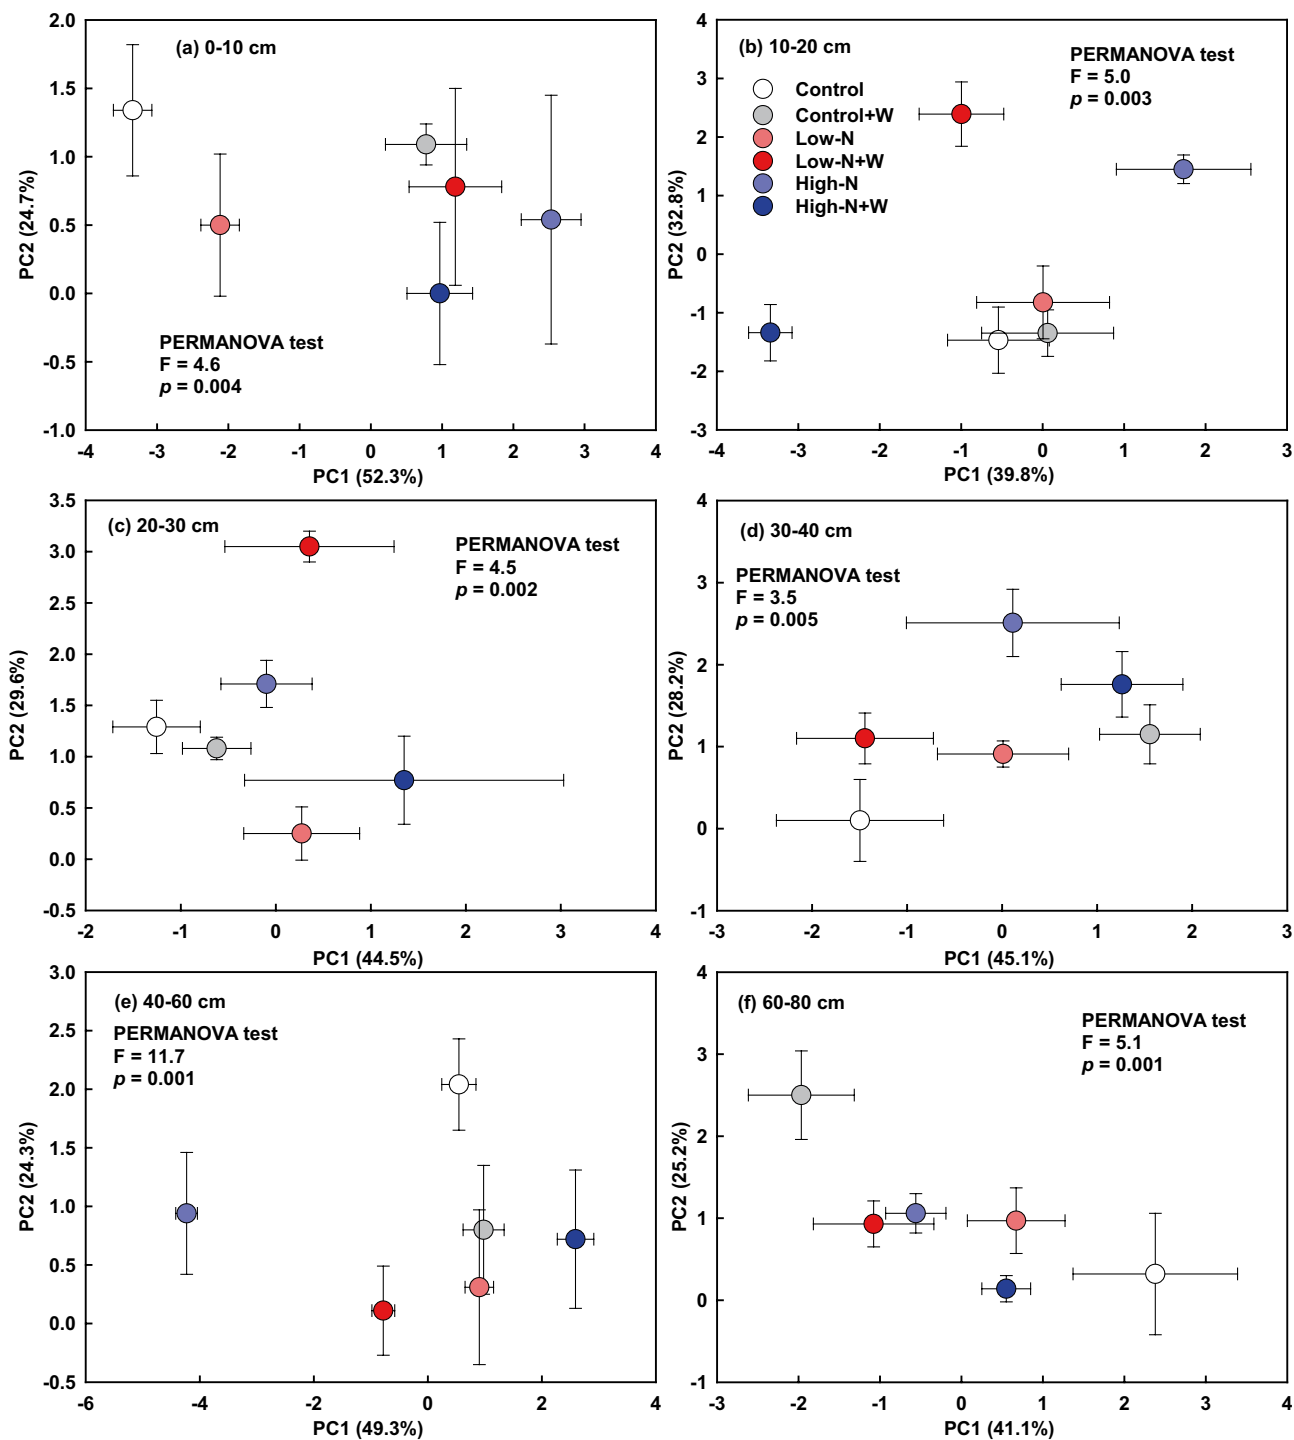 (a) 0-10 cm
2.0
1.5
1.0
0.5
0.0
0.5
-1.0
PC2 (24.7%)
PERMANOVA test
F = 4.6
p = 0.004
-4 -3 -2 -1 0 1 2 3 4
PC1 (52.3%)
(b) 10-20 cm
Control
Control+W
Low-N
Low-N+W
High-N
High-N+W
PERMANOVA test
F = 5.0
p = 0.003
4
3
2
1
0
-1
-2
-3
PC2 (32.8%)
-4 -3 -2 -1 0 1 2 3
PC1 (39.8%)
(c) 20-30 cm
PERMANOVA test
F = 4.5
p = 0.002
3.5
3.0
2.5
2.0
1.5
1.0
0.5
0.0
-0.5
PC2 (29.6%)
-2 -1 0 1 2 3 4
PC1 (44.5%)
(d) 30-40 cm
PERMANOVA test
F = 3.5
p = 0.005
4
3
2
1
0
-1
PC2 (28.2%)
-3 -2 -1 0 1 2 3
PC1 (45.1%)
(e) 40-60 cm
PERMANOVA test
F = 11.7
p = 0.001
3.0
2.5
2.0
1.5
1.0
0.5
0.0
-0.5
PC2 (24.3%)
-6 -4 -2 0 2 4
PC1 (49.3%)
(f) 60-80 cm
PERMANOVA test
F = 5.1
p = 0.001
4
3
2
1
0
-1
PC2 (25.2%)
-3 -2 -1 0 1 2 3 4
PC1 (41.1%)